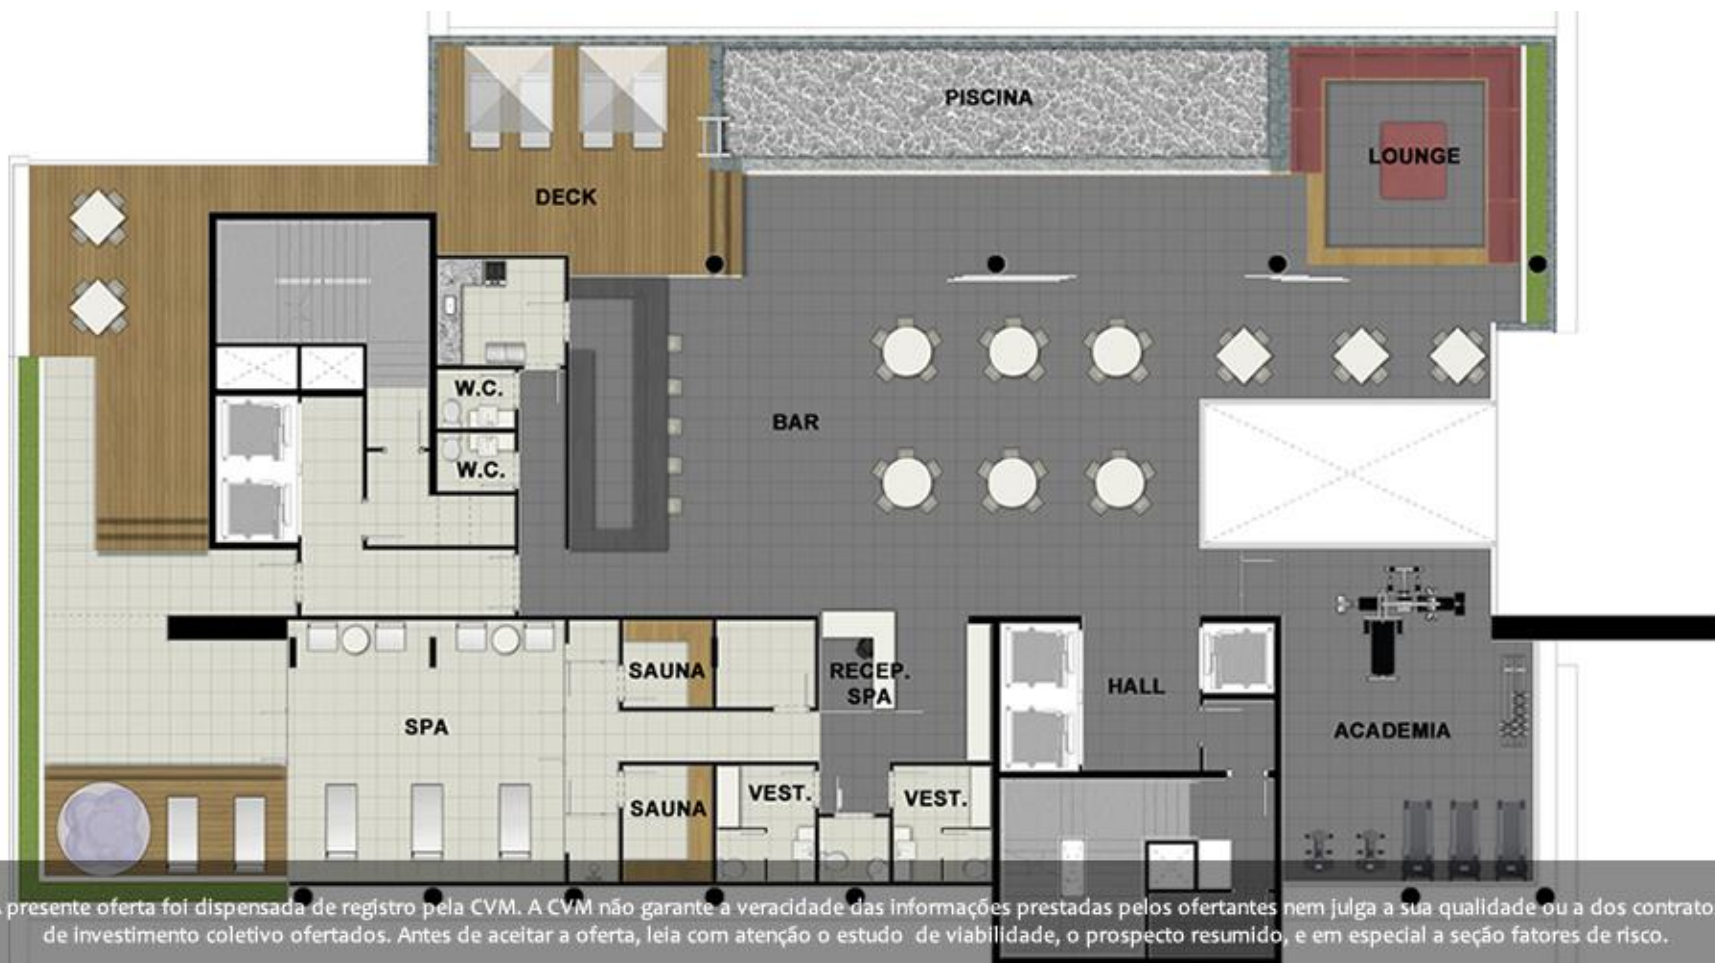 PISCINA
LOUNGE
DECK
W.C.
BAR
W.C.
SAUNA
RECEP.
SPA
HALL
SPA
ACADEMIA
VEST.
VEST.
SAUNA
presente oferta foi dispensada de registro pela CVM. A CVM não garante a veracidade das informações prestadas pelos ofertantes nem julga a sua qualidade ou a dos contrato
de investimento coletivo ofertados. Antes de aceitar a oferta, leia com atenção o estudo de viabilidade, o prospecto resumido, e em especial a seção fatores de risco.